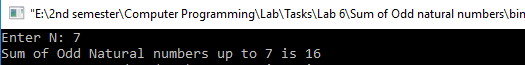 "E:\2nd semester\Computer Programming\Lab\Tasks\Lab 6\Sum of Odd natural numbers\bin
Enter N: 7
Sum of Odd Natural numbers up to 7 is 16